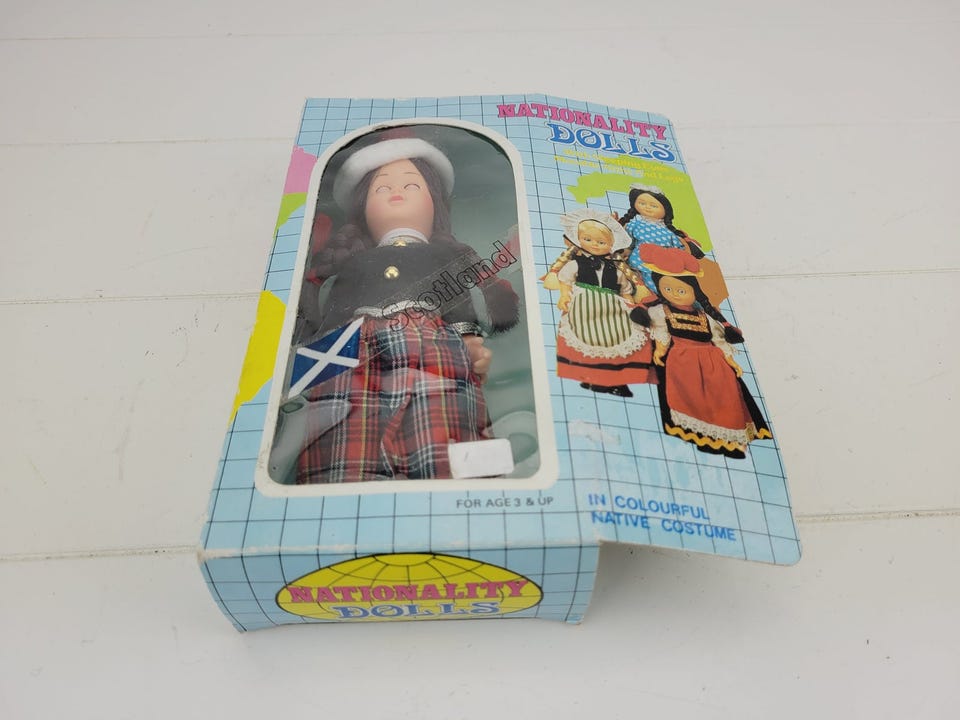 NATIONALITY
DOLLS
Scotland
FOR AGE 3 & UP
IN COLOURFUL
NATIVE COSTUME
NATIONALITY
DOLLS